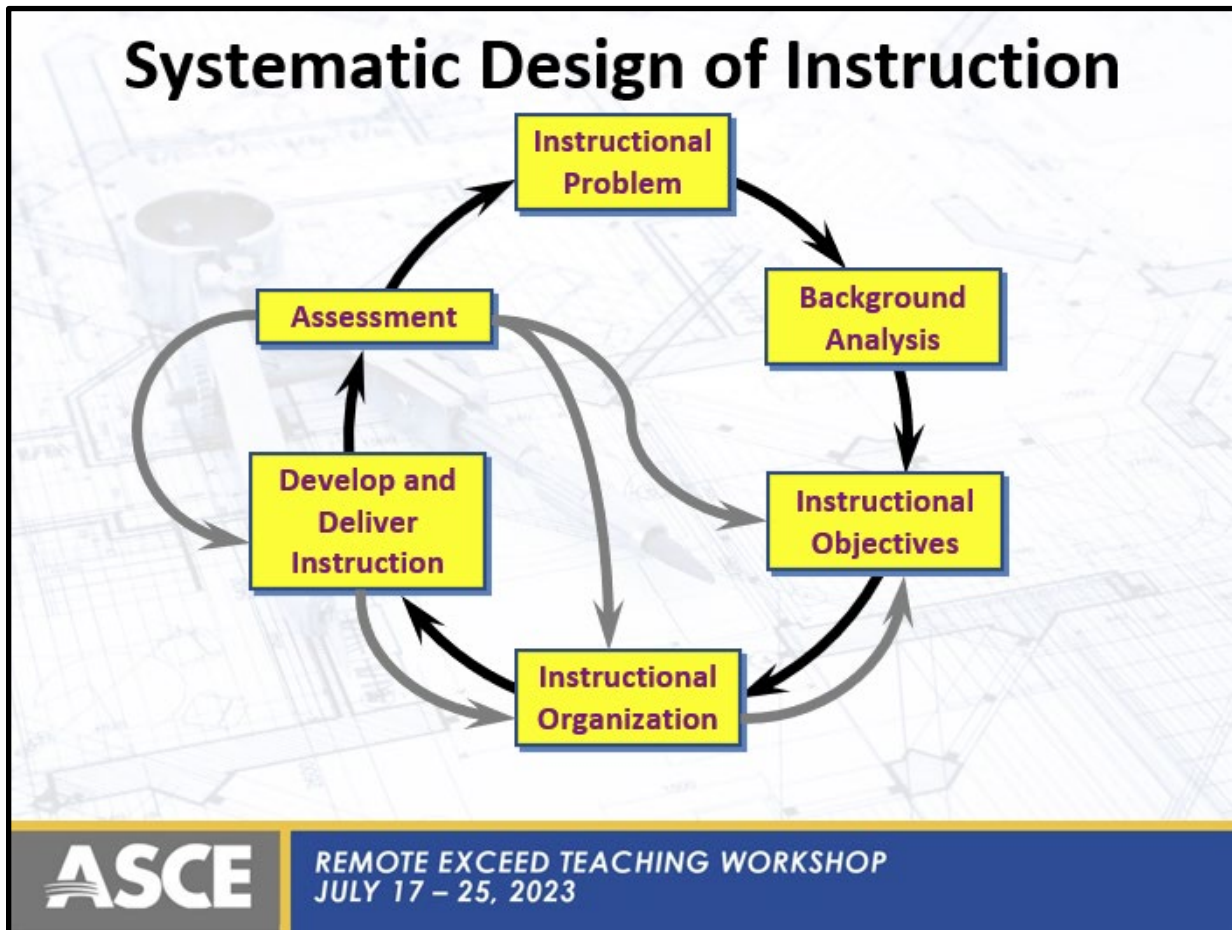 Systematic Design of Instruction
Instructional
Problem
Background
Analysis
Assessment
Instructional
Objectives
Develop and
Deliver
Instruction
Instructional
Organization
ASCE
REMOTE EXCEED TEACHING WORKSHOP
JULY 17 – 25, 2023